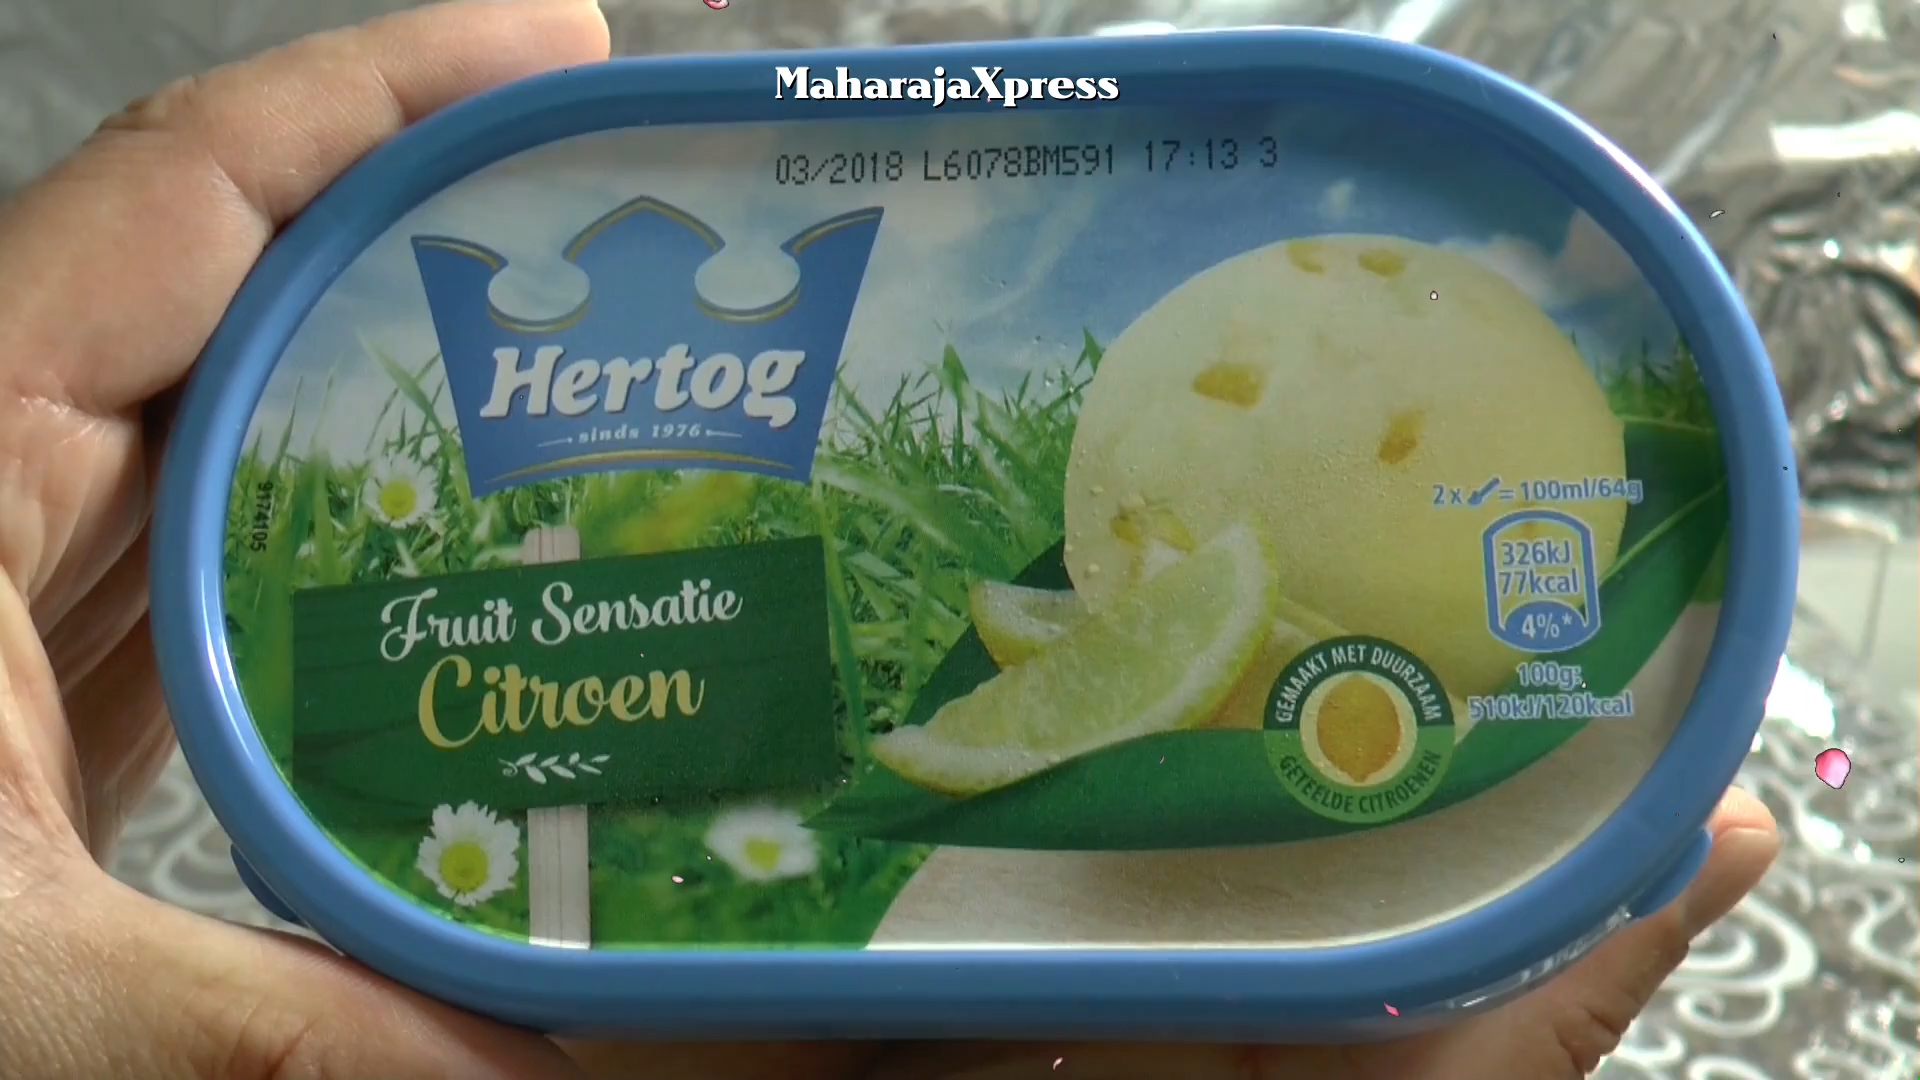 MaharajaXpress
03/2018 L6078BM591 17:13 3
Hertog
sinds 1976
9174105
Fruit Sensatie
Citroen
2 x = 100ml/64g
326kJ
77kcal
4%*
100g:
510kJ/120kcal
GEMAAKT MET DUURZAAM
GETEELDE CITROENEN